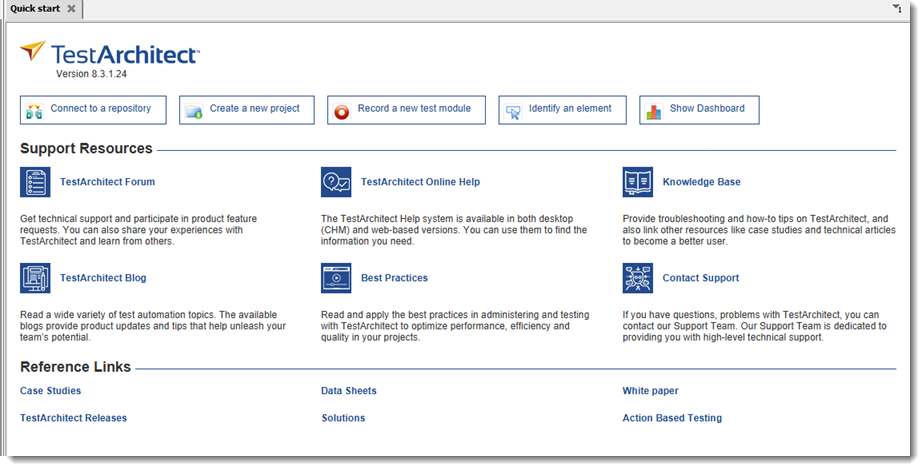 Quick start
1
TestArchitect™
Version 8.3.1.24
Connect to a repository
Create a new project
Record a new test module
Identify an element
Show Dashboard
Support Resources
TestArchitect Forum
TestArchitect Online Help
Knowledge Base
Get technical support and participate in product feature
requests. You can also share your experiences with
TestArchitect and learn from others.
The TestArchitect Help system is available in both desktop
(CHM) and web-based versions. You can use them to find the
information you need.
Provide troubleshooting and how-to tips on TestArchitect, and
also link other resources like case studies and technical articles
to become a better user.
TestArchitect Blog
Best Practices
Contact Support
Read a wide variety of test automation topics. The available
blogs provide product updates and tips that help unleash your
team's potential.
Read and apply the best practices in administering and testing
with TestArchitect to optimize performance, efficiency and
quality in your projects.
If you have questions, problems with TestArchitect, you can
contact our Support Team. Our Support Team is dedicated to
providing you with high-level technical support.
Reference Links
Case Studies
Data Sheets
White paper
TestArchitect Releases
Solutions
Action Based Testing